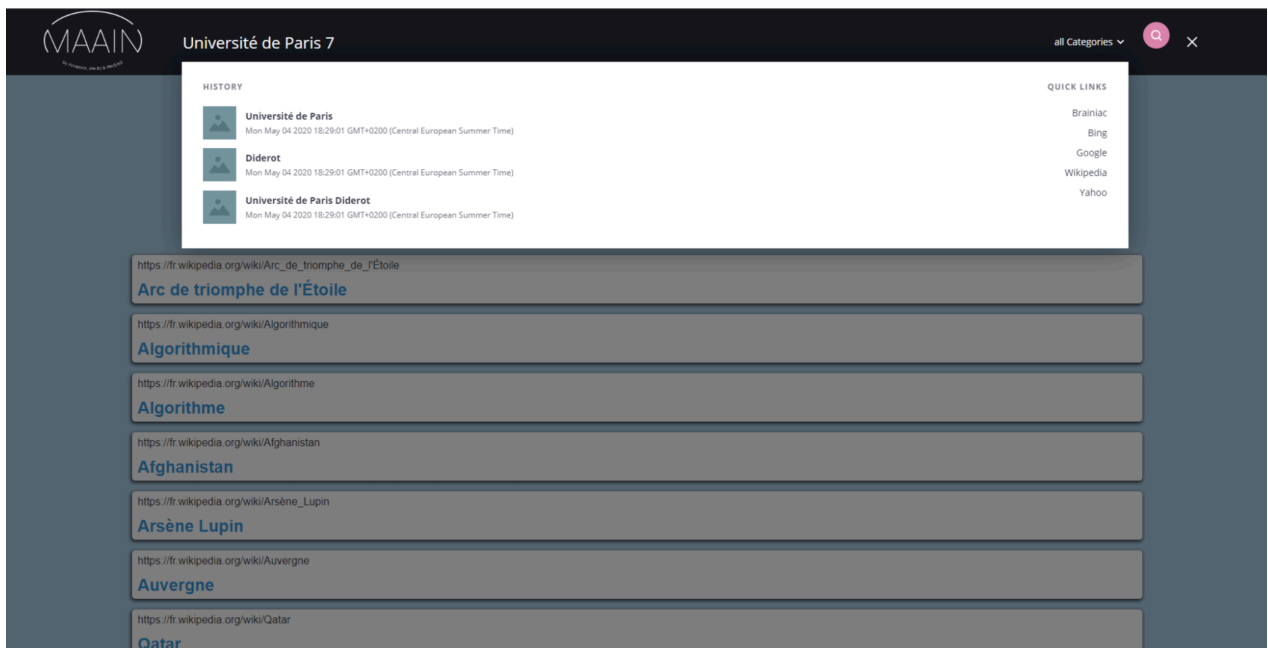 MAAIN
Université de Paris 7
all Categories
HISTORY
Université de Paris
Mon May 04 2020 18:29:01 GMT+0200 (Central European Summer Time)
Diderot
Mon May 04 2020 18:29:01 GMT+0200 (Central European Summer Time)
Université de Paris Diderot
Mon May 04 2020 18:29:01 GMT+0200 (Central European Summer Time)
QUICK LINKS
Brainiac
Bing
Google
Wikipedia
Yahoo
https://fr.wikipedia.org/wiki/Arc_de_triomphe_de_l'Étoile
Arc de triomphe de l'Étoile
https://fr.wikipedia.org/wiki/Algorithmique
Algorithmique
https://fr.wikipedia.org/wiki/Algorithme
Algorithme
https://fr.wikipedia.org/wiki/Afghanistan
Afghanistan
https://fr.wikipedia.org/wiki/Arsène_Lupin
Arsène Lupin
https://fr.wikipedia.org/wiki/Auvergne
Auvergne
https://fr.wikipedia.org/wiki/Qatar
Qatar